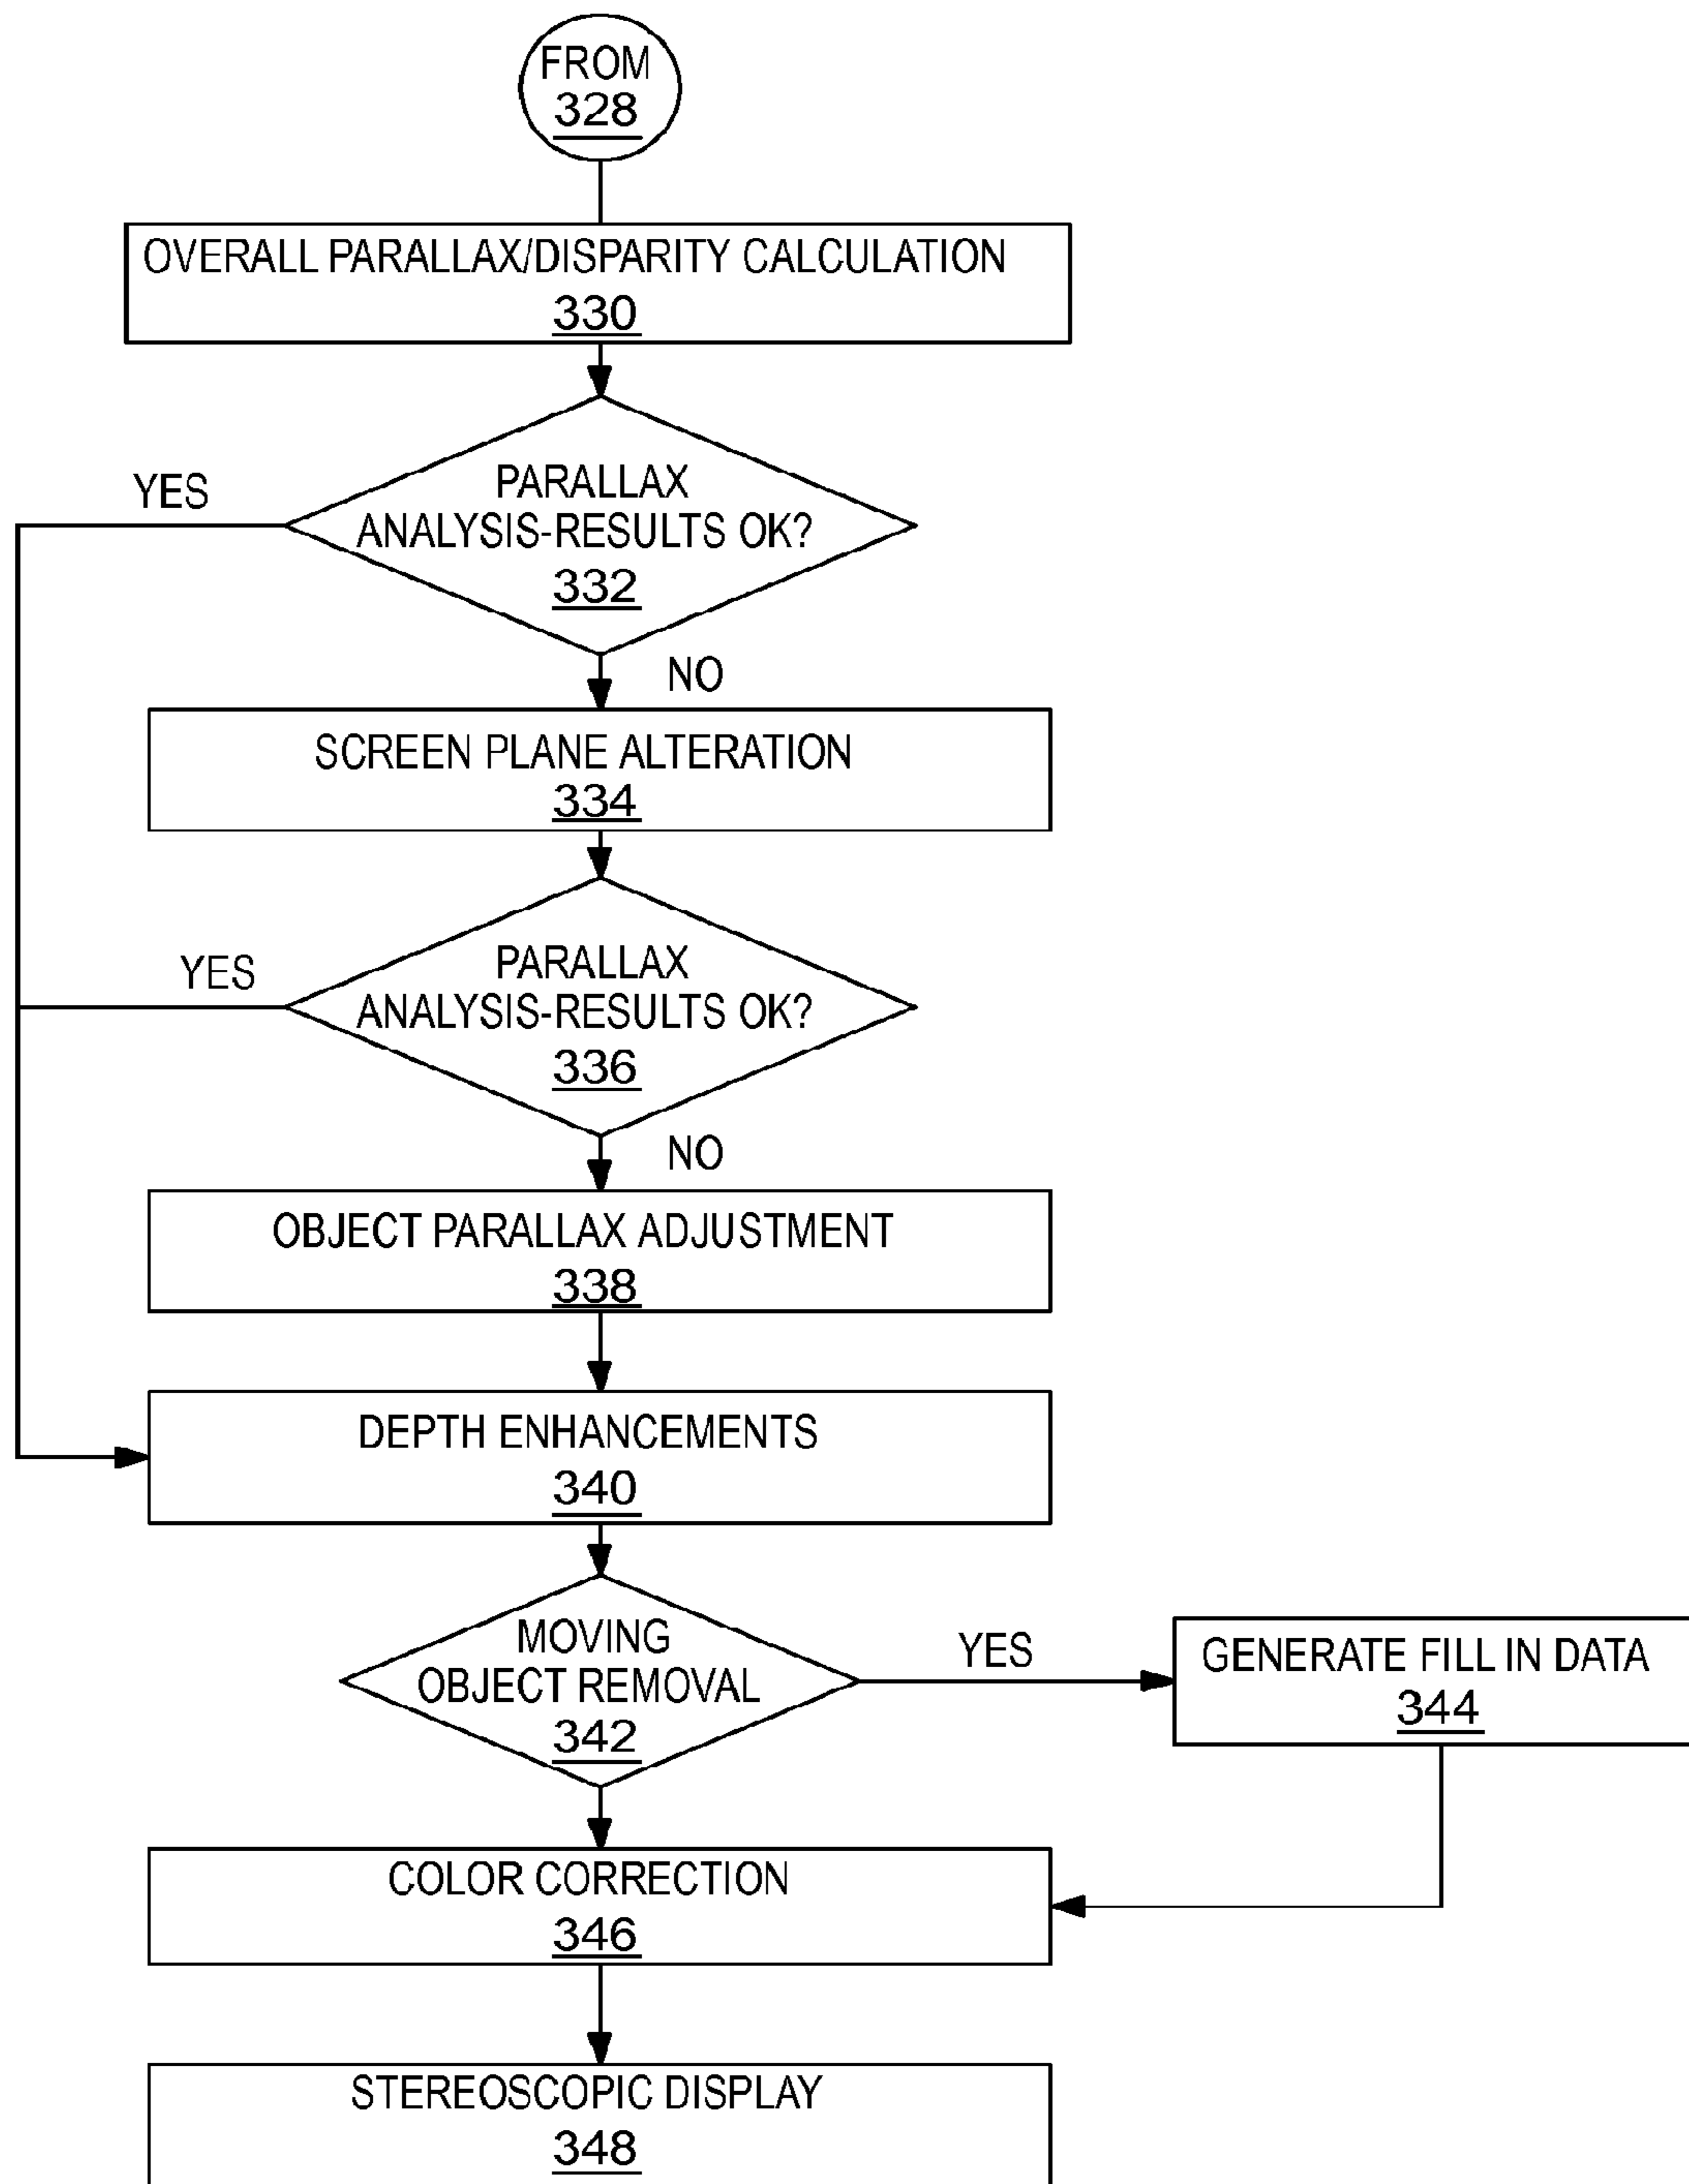 FROM
328
OVERALL PARALLAX/DISPARITY CALCULATION
330
PARALLAX
ANALYSIS-RESULTS OK?
332
YES
NO
SCREEN PLANE ALTERATION
334
PARALLAX
ANALYSIS-RESULTS OK?
336
YES
NO
OBJECT PARALLAX ADJUSTMENT
338
DEPTH ENHANCEMENTS
340
MOVING
OBJECT REMOVAL
342
YES
GENERATE FILL IN DATA
344
COLOR CORRECTION
346
STEREOSCOPIC DISPLAY
348